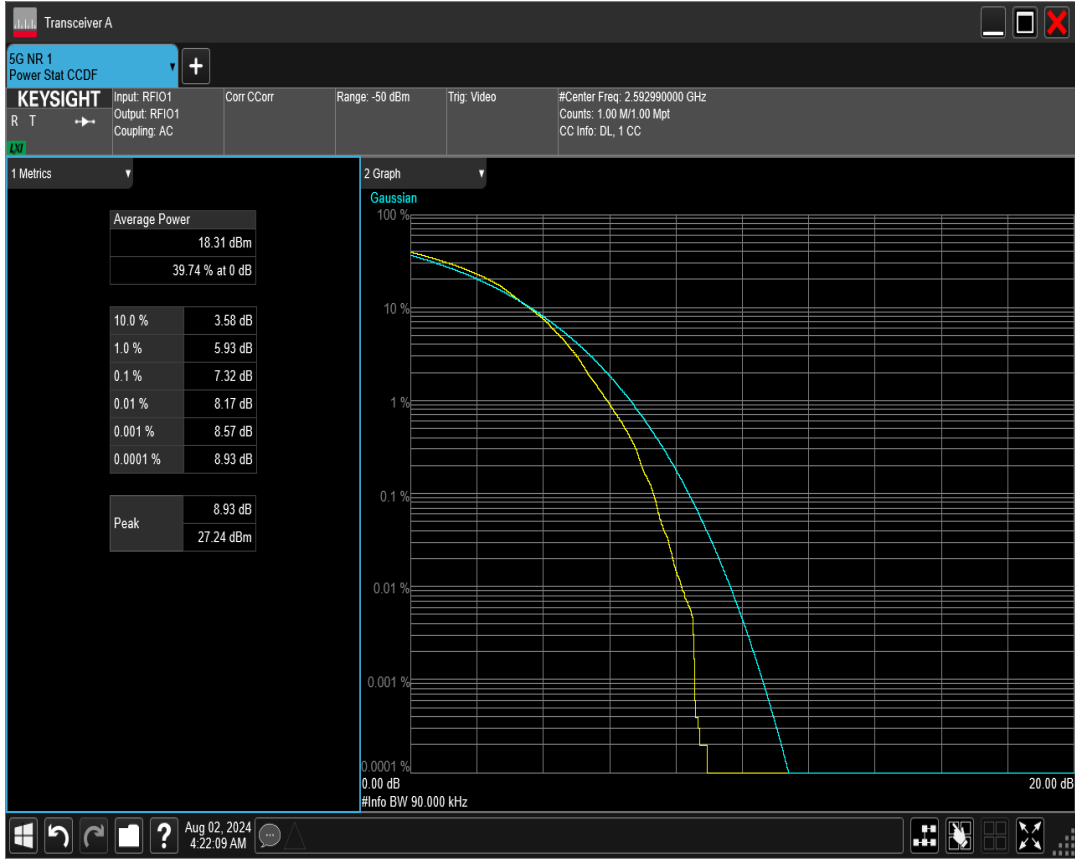 Transceiver A
5G NR 1
Power Stat CCDF
+
KEYSIGHT
R T
LXI
Input: RFIO1
Output: RFIO1
Coupling: AC
Corr CCorr
Range: -50 dBm
Trig: Video
#Center Freq: 2.592990000 GHz
Counts: 1.00 M/1.00 Mpt
CC Info: DL, 1 CC
1 Metrics
Average Power
18.31 dBm
39.74 % at 0 dB
10.0 % 3.58 dB
1.0 % 5.93 dB
0.1 % 7.32 dB
0.01 % 8.17 dB
0.001 % 8.57 dB
0.0001 % 8.93 dB
Peak 8.93 dB
27.24 dBm
2 Graph
Gaussian
100 %
10 %
1 %
0.1 %
0.01 %
0.001 %
0.0001 %
0.00 dB 20.00 dB
#Info BW 90.000 kHz
? Aug 02, 2024
4:22:09 AM